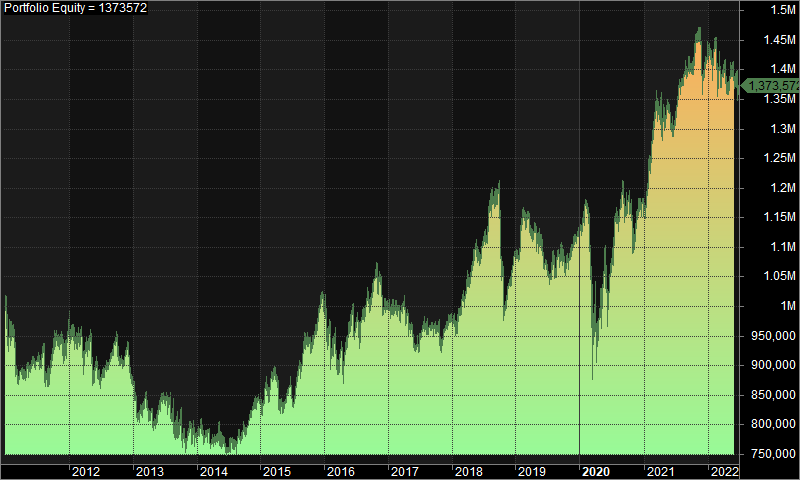 Portfolio Equity = 1373572
1.5M
1.45M
1.4M
1,373,572
1.35M
1.3M
1.25M
1.2M
1.15M
1.1M
1.05M
1M
950,000
900,000
850,000
800,000
750,000
2012 2013 2014 2015 2016 2017 2018 2019 2020 2021 2022